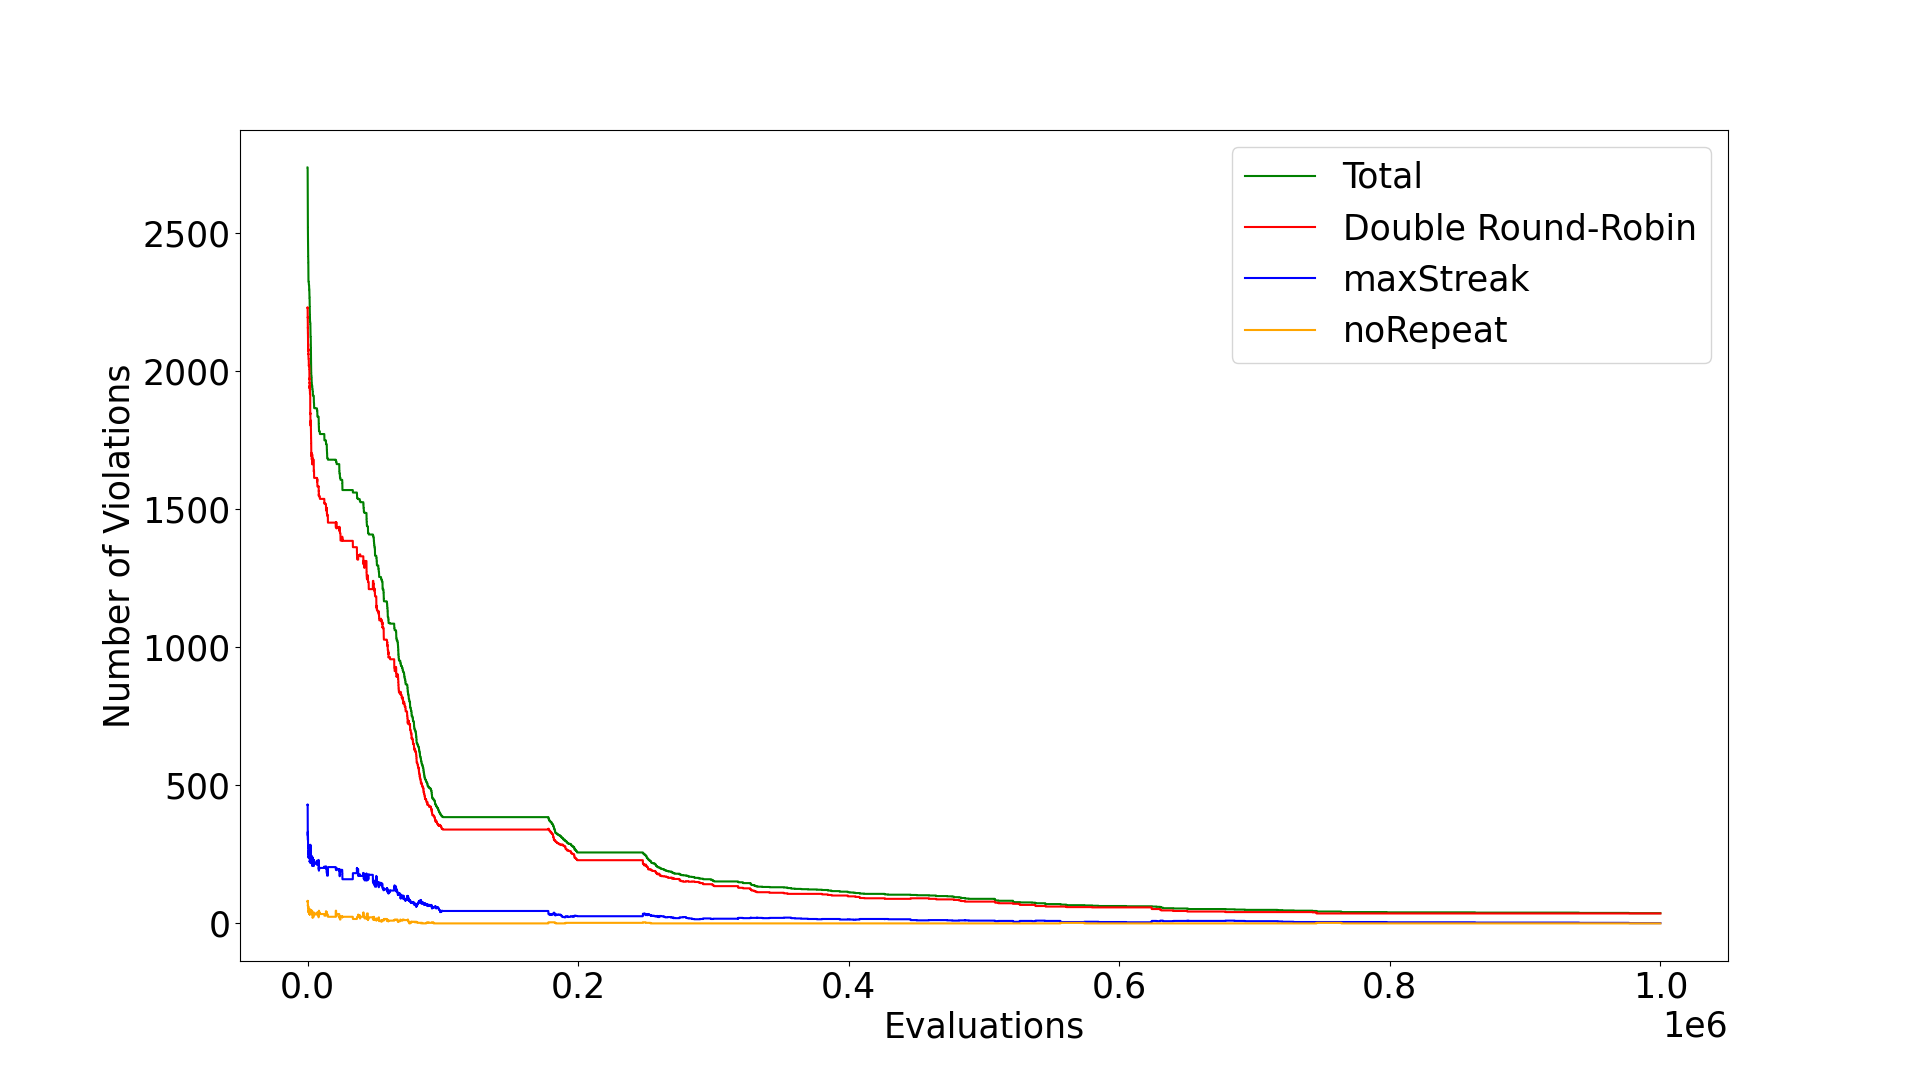 Total
Double Round-Robin
maxStreak
noRepeat
Number of Violations
2500
2000
1500
1000
500
0
0.0 0.2 0.4 0.6 0.8 1.0
Evaluations
1e6